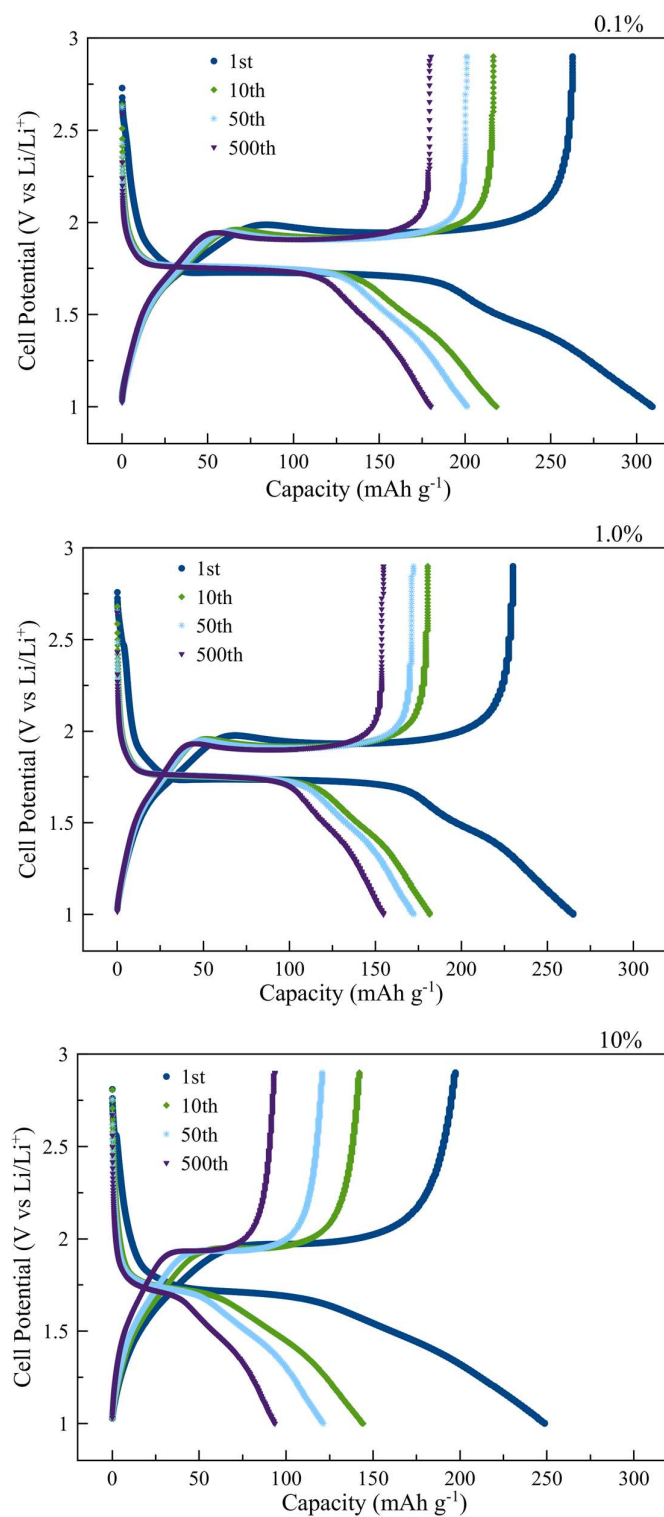 0.1%
3
1st
10th
50th
500th
2.5
2
1.5
1
Cell Potential (V vs Li/Li⁺)
0 50 100 150 200 250 300
Capacity (mAh g⁻¹)
1.0%
3
1st
10th
50th
500th
2.5
2
1.5
1
Cell Potential (V vs Li/Li⁺)
0 50 100 150 200 250 300
Capacity (mAh g⁻¹)
10%
3
1st
10th
50th
500th
2.5
2
1.5
1
Cell Potential (V vs Li/Li⁺)
0 50 100 150 200 250 300
Capacity (mAh g⁻¹)